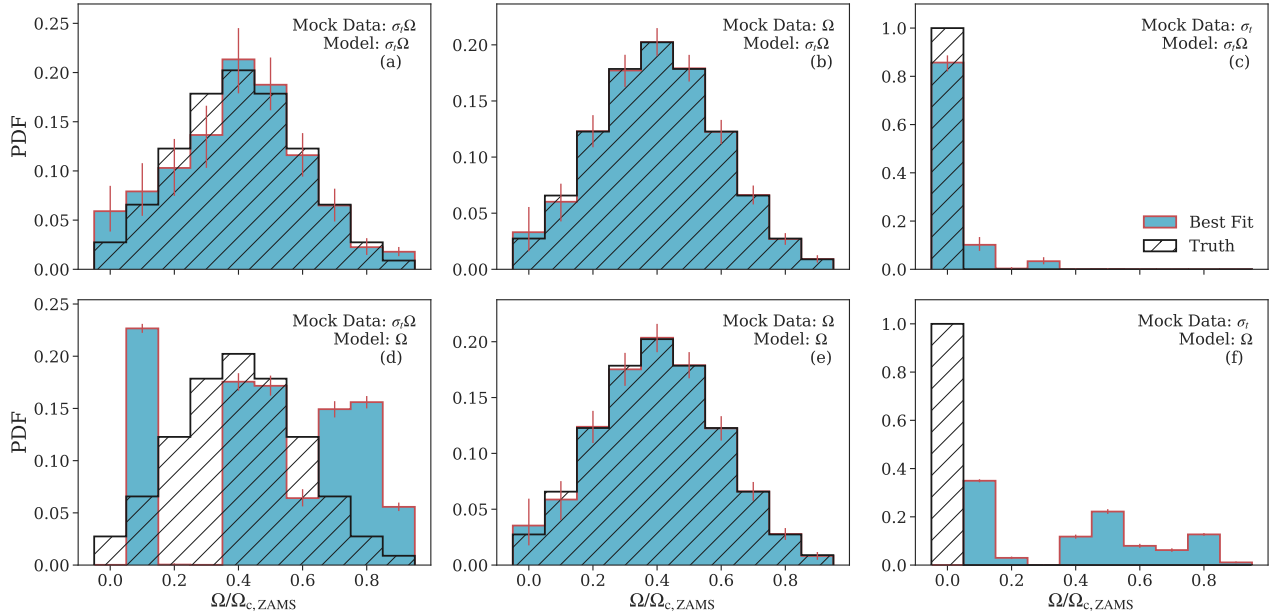 Mock Data: σₜΩ
Model: σₜΩ
(a)
PDF
0.25
0.20
0.15
0.10
0.05
0.00
Mock Data: Ω
Model: σₜΩ
(b)
0.20
0.15
0.10
0.05
0.00
Mock Data: σₜ
Model: σₜΩ
(c)
1.0
0.8
0.6
0.4
0.2
0.0
Best Fit
Truth
Mock Data: σₜΩ
Model: Ω
(d)
PDF
0.25
0.20
0.15
0.10
0.05
0.00
0.0 0.2 0.4 0.6 0.8
Ω/Ω_c, ZAMS
Mock Data: Ω
Model: Ω
(e)
0.20
0.15
0.10
0.05
0.00
0.0 0.2 0.4 0.6 0.8
Ω/Ω_c, ZAMS
Mock Data: σₜ
Model: Ω
(f)
1.0
0.8
0.6
0.4
0.2
0.0
0.0 0.2 0.4 0.6 0.8
Ω/Ω_c, ZAMS